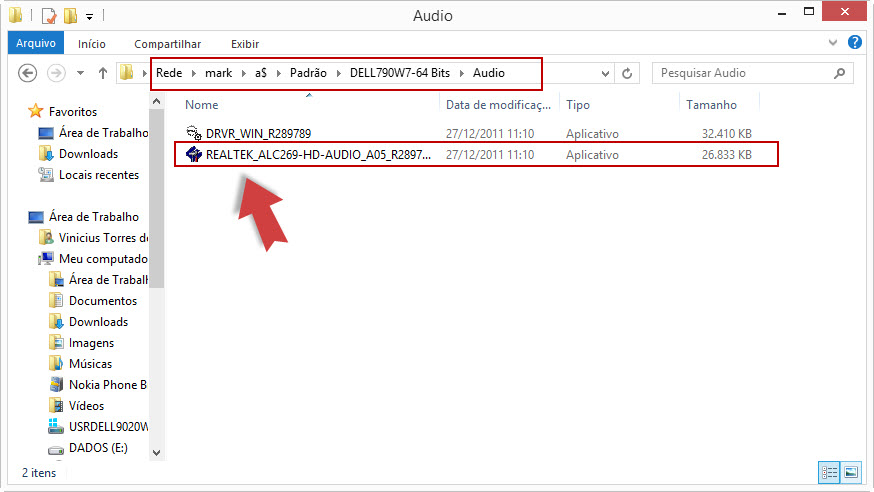 Audio
Arquivo Início Compartilhar Exibir
Rede mark a$ Padrão DELL790W7-64 Bits Audio
Pesquisar Audio
Nome Data de modificaç... Tipo Tamanho
DRVR_WIN_R289789 27/12/2011 11:10 Aplicativo 32.410 KB
REALTEK_ALC269-HD-AUDIO_A05_R2897... 27/12/2011 11:10 Aplicativo 26.833 KB
Favoritos
Área de Trabalho
Downloads
Locais recentes
Área de Trabalho
Vinicius Torres de
Meu computado
Área de Trabalh
Documentos
Downloads
Imagens
Músicas
Nokia Phone B
Vídeos
USRDELL9020W
DADOS (E:)
2 itens